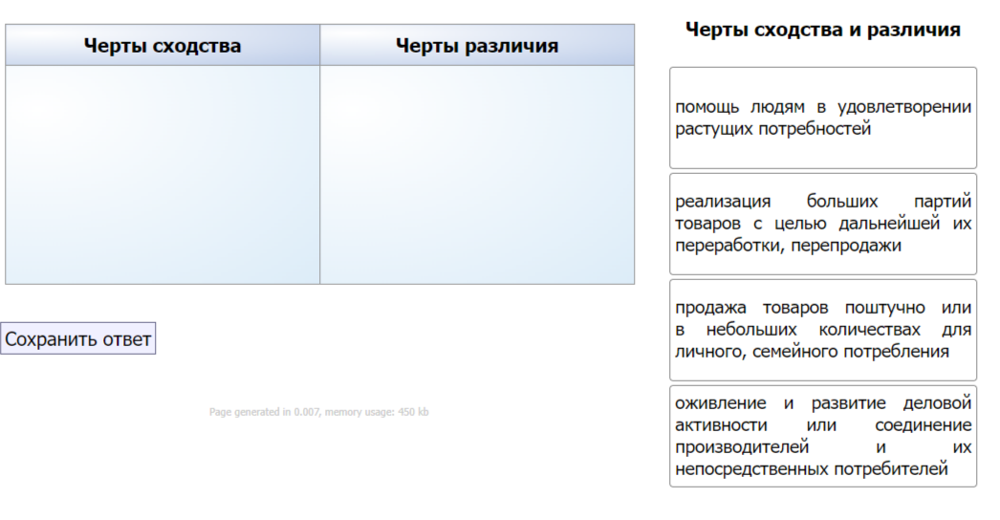 Черты сходства
Черты различия
Черты сходства и различия
помощь людям в удовлетворении
растущих потребностей
реализация больших партий
товаров с целью дальнейшей их
переработки, перепродажи
продажа товаров поштучно или
в небольших количествах для
личного, семейного потребления
оживление и развитие деловой
активности или соединение
производителей и их
непосредственных потребителей
Сохранить ответ
Page generated in 0.007, memory usage: 450 kb